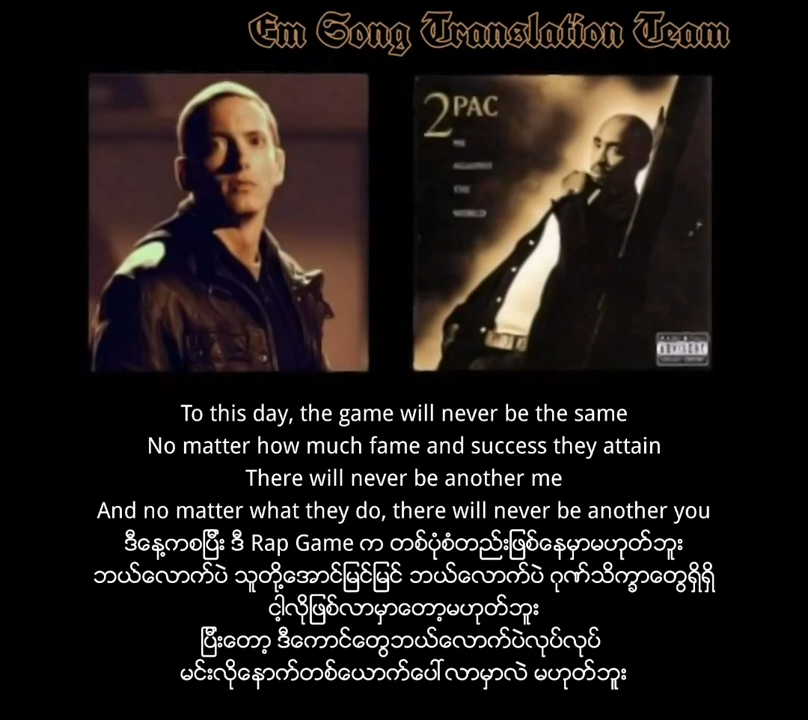 Em Song Translation Team
2PAC
ME
AGAINST
THE
WORLD
ADVISORY
To this day, the game will never be the same
No matter how much fame and success they attain
There will never be another me
And no matter what they do, there will never be another you
ဒီနေ့ကစပြီး ဒီ Rap Game က တစ်ပုံစံတည်းဖြစ်နေမှာမဟုတ်ဘူး
ဘယ်လောက်ပဲ သူတို့အောင်မြင်မြင် ဘယ်လောက်ပဲ ဂုဏ်သိက္ခာတွေရှိရှိ
ငါ့လိုဖြစ်လာမှာတော့မဟုတ်ဘူး
ပြီးတော့ ဒီကောင်တွေဘယ်လောက်ပဲလုပ်လုပ်
မင်းလိုနောက်တစ်ယောက်ပေါ်လာမှာလဲ မဟုတ်ဘူး